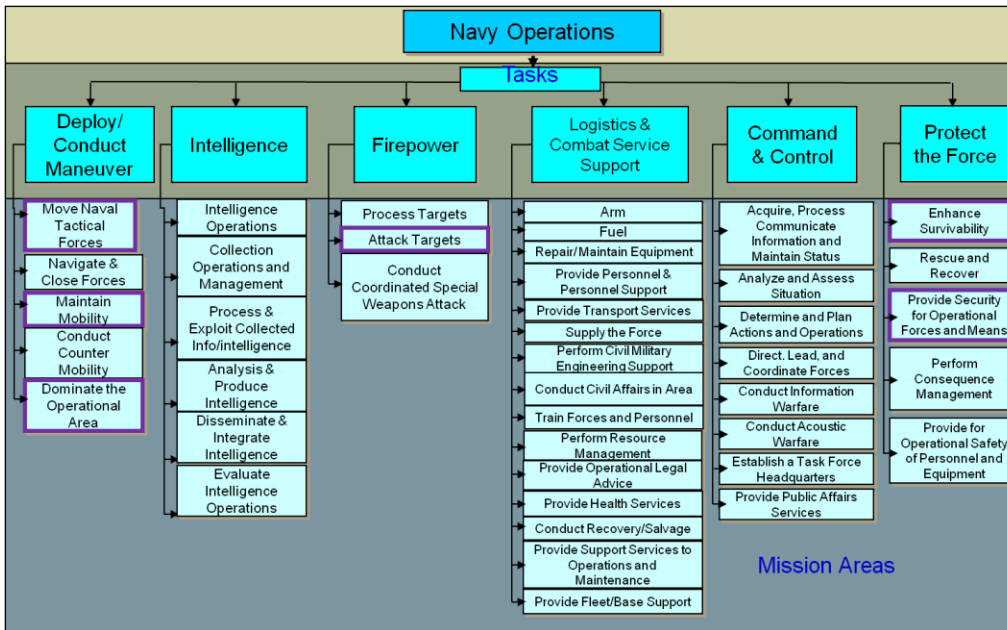 Navy Operations
Tasks
Deploy/
Conduct
Maneuver
Intelligence
Firepower
Logistics &
Combat Service
Support
Command
& Control
Protect
the Force
Move Naval
Tactical
Forces
Navigate &
Close Forces
Maintain
Mobility
Conduct
Counter
Mobility
Dominate the
Operational
Area
Intelligence
Operations
Collection
Operations and
Management
Process &
Exploit Collected
Info/intelligence
Analysis &
Produce
Intelligence
Disseminate &
Integrate
Intelligence
Evaluate
Intelligence
Operations
Process Targets
Attack Targets
Conduct
Coordinated Special
Weapons Attack
Arm
Fuel
Repair/Maintain Equipment
Provide Personnel &
Personnel Support
Provide Transport Services
Supply the Force
Perform Civil Military
Engineering Support
Conduct Civil Affairs in Area
Train Forces and Personnel
Perform Resource
Management
Provide Operational Legal
Advice
Provide Health Services
Conduct Recovery/Salvage
Provide Support Services to
Operations and
Maintenance
Provide Fleet/Base Support
Acquire, Process
Communicate
Information and
Maintain Status
Analyze and Assess
Situation
Determine and Plan
Actions and Operations
Direct, Lead, and
Coordinate Forces
Conduct Information
Warfare
Conduct Acoustic
Warfare
Establish a Task Force
Headquarters
Provide Public Affairs
Services
Enhance
Survivability
Rescue and
Recover
Provide Security
for Operational
Forces and Means
Perform
Consequence
Management
Provide for
Operational Safety
of Personnel and
Equipment
Mission Areas